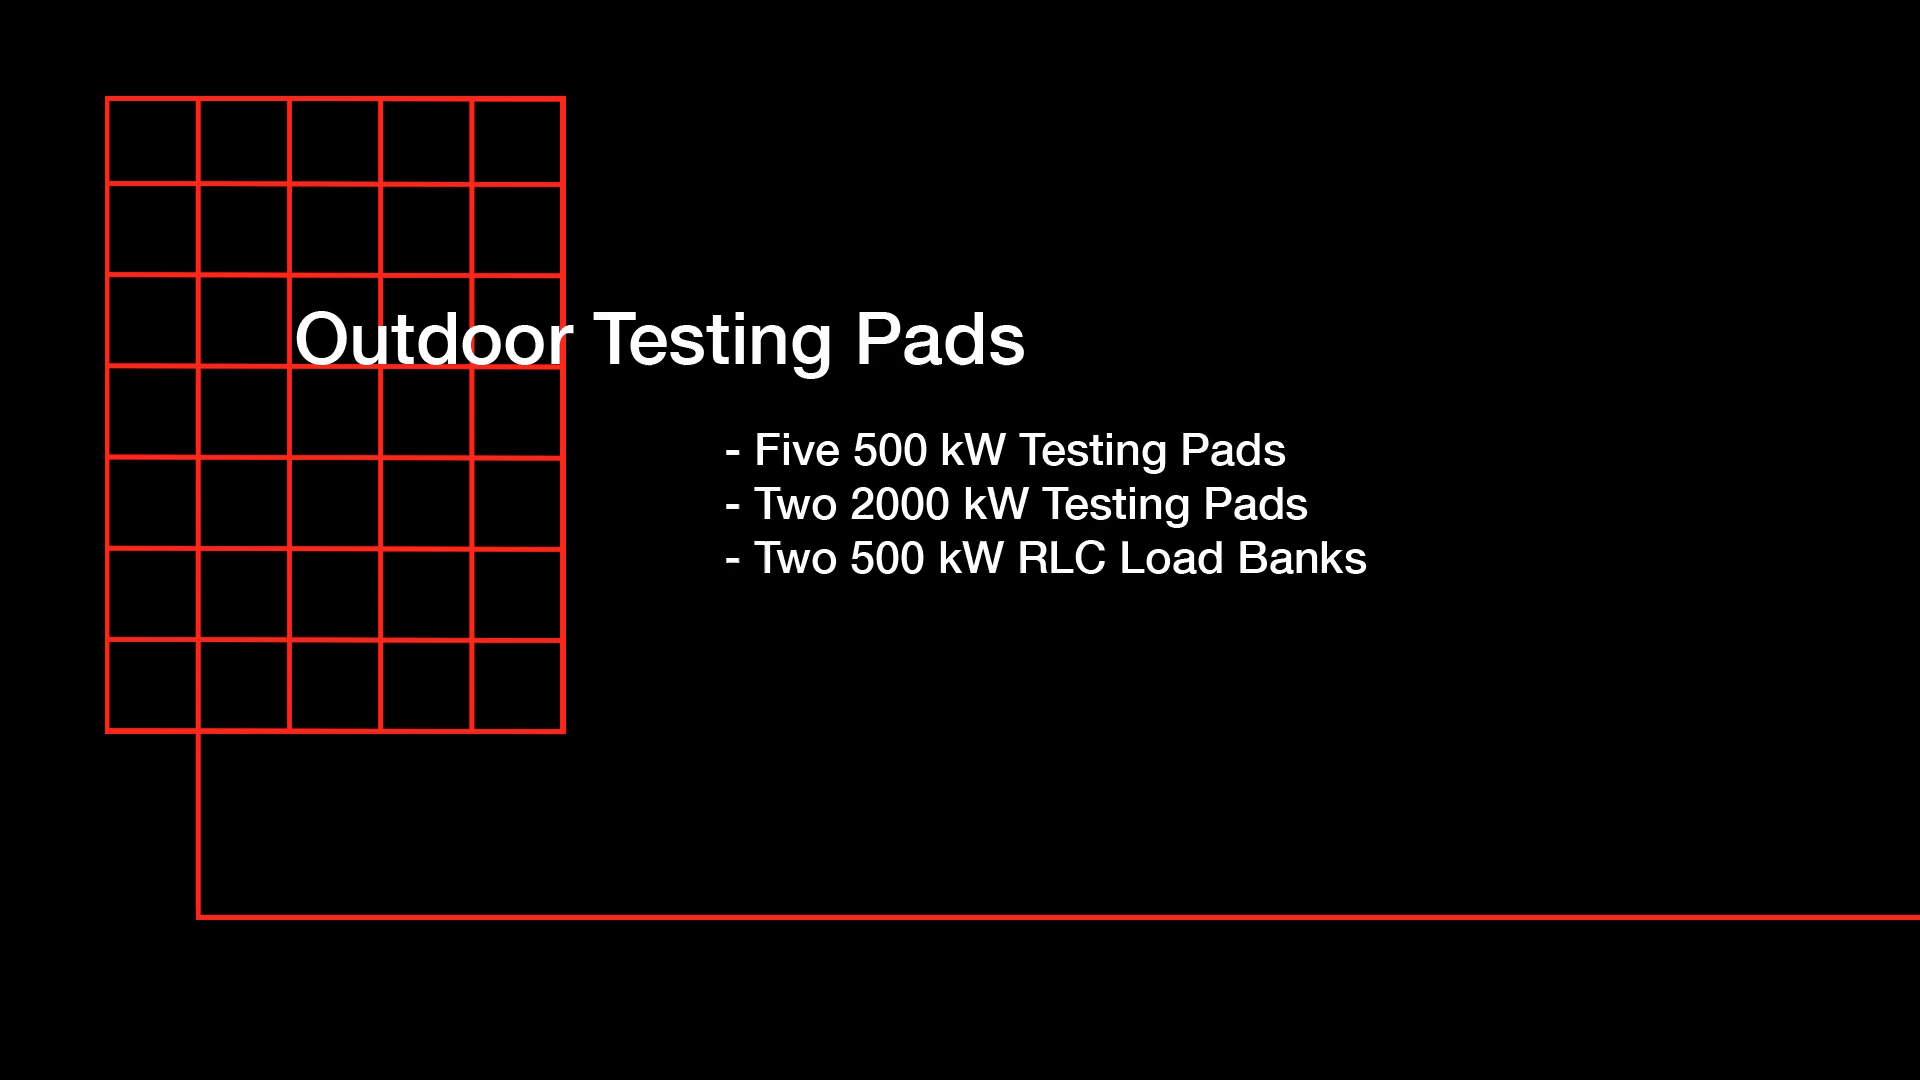 Outdoor Testing Pads
- Five 500 kW Testing Pads
- Two 2000 kW Testing Pads
- Two 500 kW RLC Load Banks